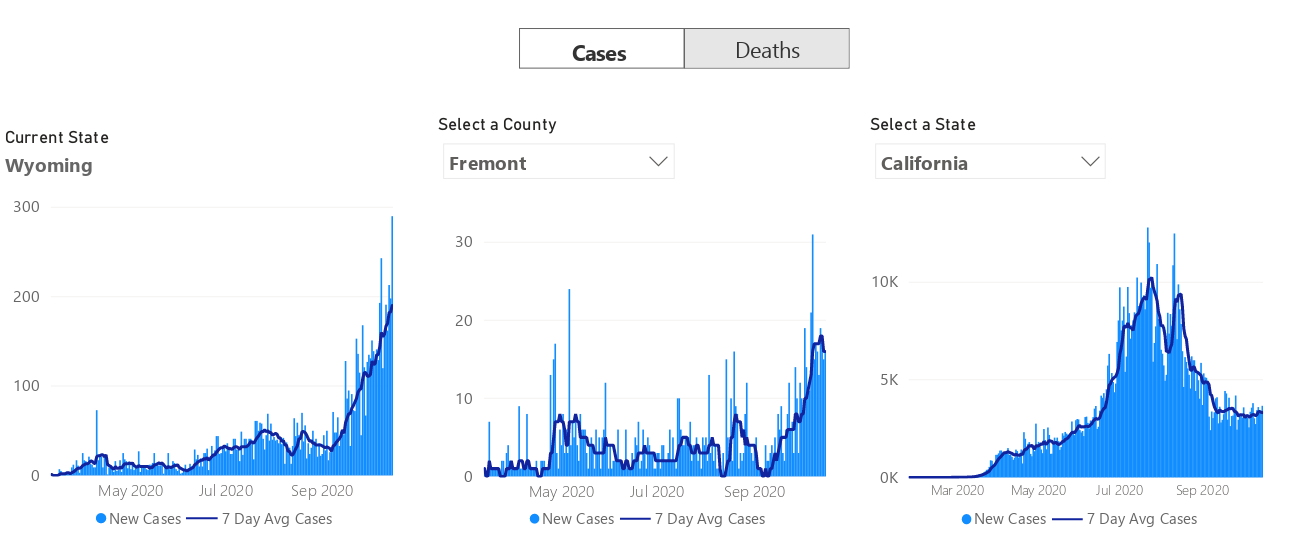 Cases Deaths
Current State
Wyoming
300
200
100
0
May 2020 Jul 2020 Sep 2020
New Cases 7 Day Avg Cases
Select a County
Fremont
30
20
10
0
May 2020 Jul 2020 Sep 2020
New Cases 7 Day Avg Cases
Select a State
California
10K
5K
0K
Mar 2020 May 2020 Jul 2020 Sep 2020
New Cases 7 Day Avg Cases